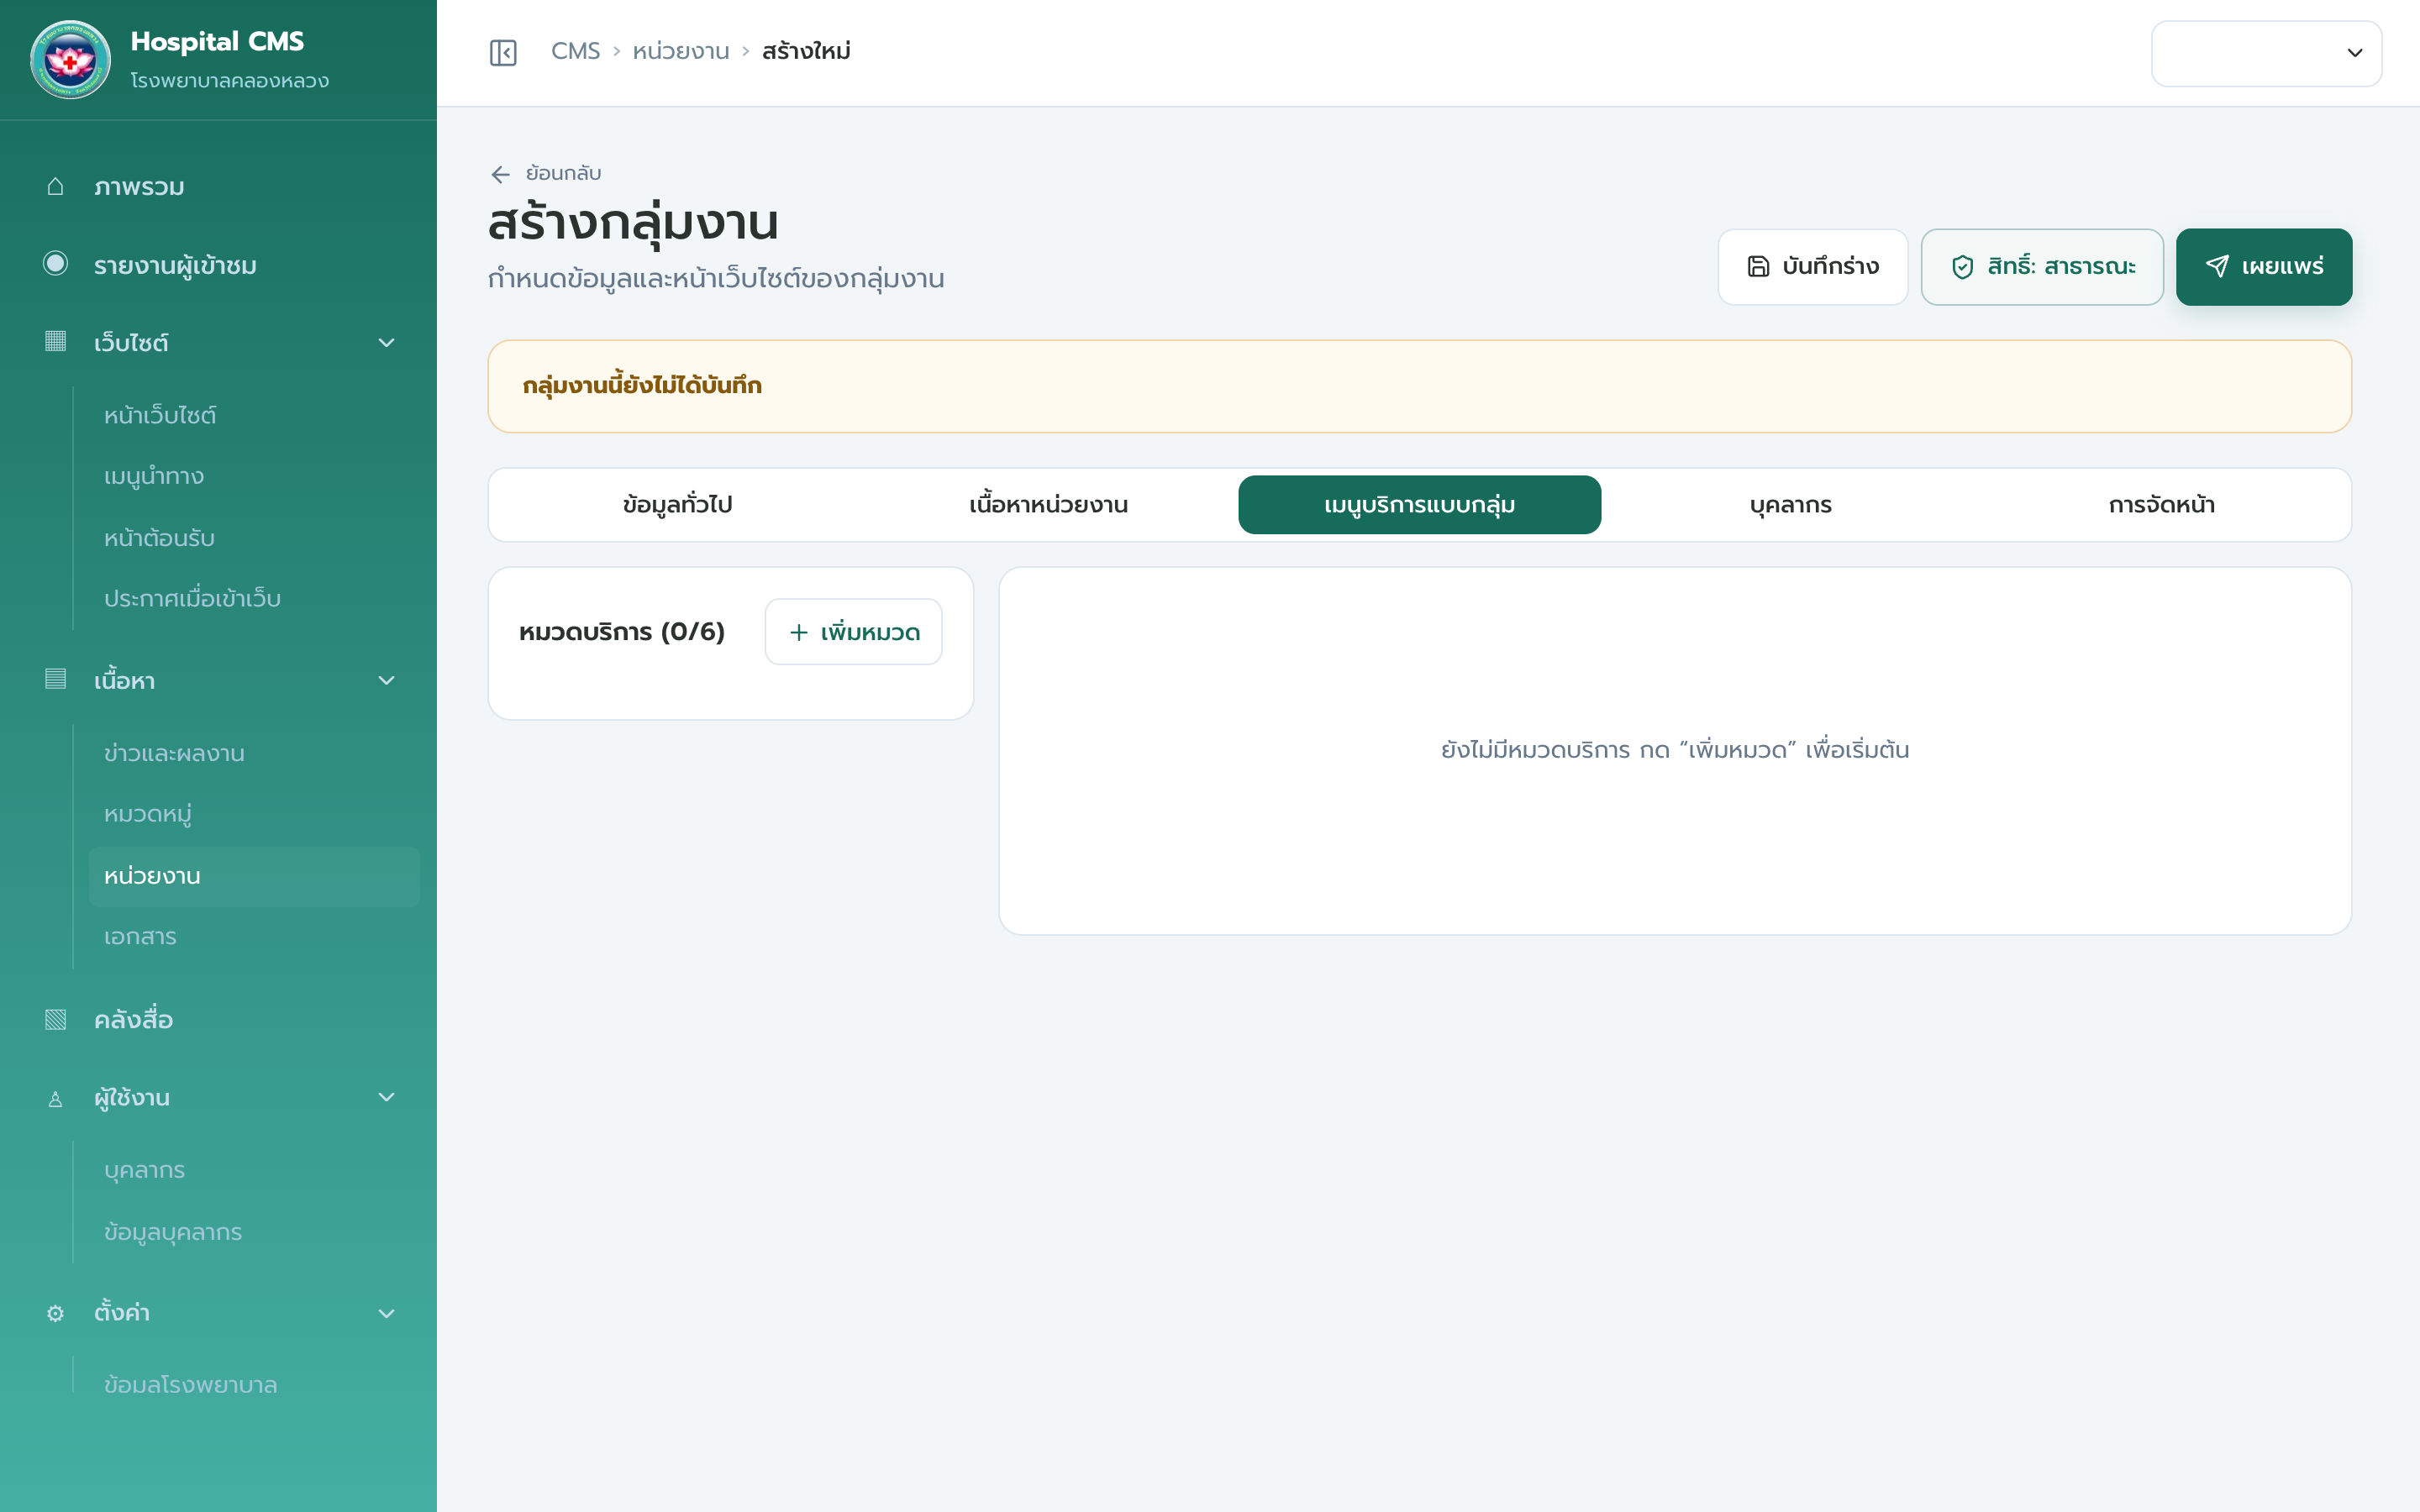 Hospital CMS
โรงพยาบาลคลองหลวง
ภาพรวม
รายงานผู้เข้าชม
เว็บไซต์
หน้าเว็บไซต์
เมนูนำทาง
หน้าต้อนรับ
ประกาศเมื่อเข้าเว็บ
เนื้อหา
ข่าวและผลงาน
หมวดหมู่
หน่วยงาน
เอกสาร
คลังสื่อ
ผู้ใช้งาน
บุคลากร
ข้อมูลบุคลากร
ตั้งค่า
ข้อมูลโรงพยาบาล
CMS › หน่วยงาน › สร้างใหม่
ย้อนกลับ
สร้างกลุ่มงาน
กำหนดข้อมูลและหน้าเว็บไซต์ของกลุ่มงาน
บันทึกร่าง
สิทธิ์: สาธารณะ
เผยแพร่
กลุ่มงานนี้ยังไม่ได้บันทึก
ข้อมูลทั่วไป
เนื้อหาหน่วยงาน
เมนูบริการแบบกลุ่ม
บุคลากร
การจัดหน้า
หมวดบริการ (0/6)
+ เพิ่มหมวด
ยังไม่มีหมวดบริการ กด “เพิ่มหมวด” เพื่อเริ่มต้น